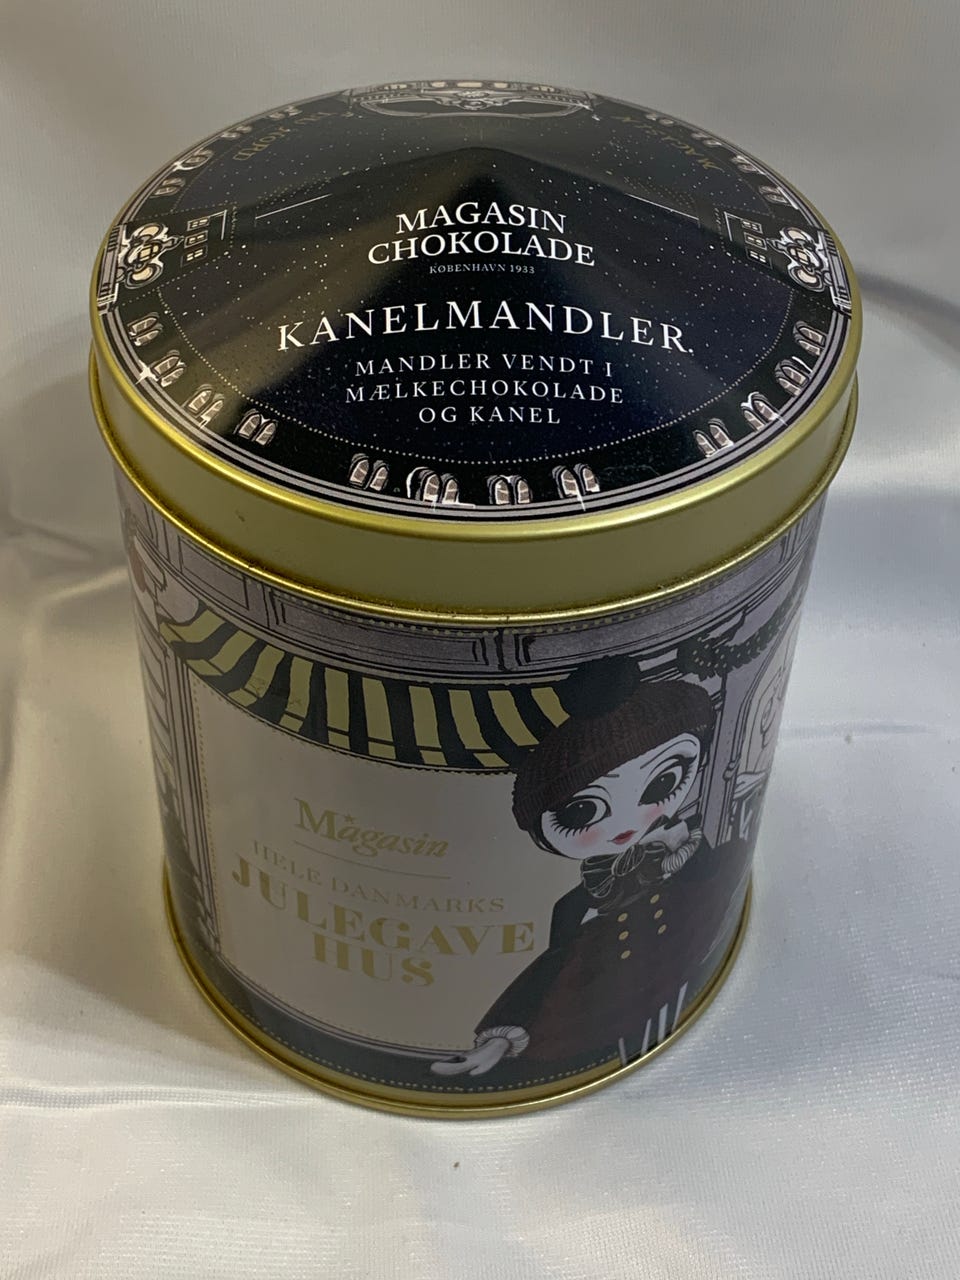 MAGASIN
CHOKOLADE
KØBENHAVN 1933
KANELMANDLER.
MANDLER VENDT I
MÆLKECHOKOLADE
OG KANEL
Magasin
HELE DANMARKS
JULEGAVE
HUS